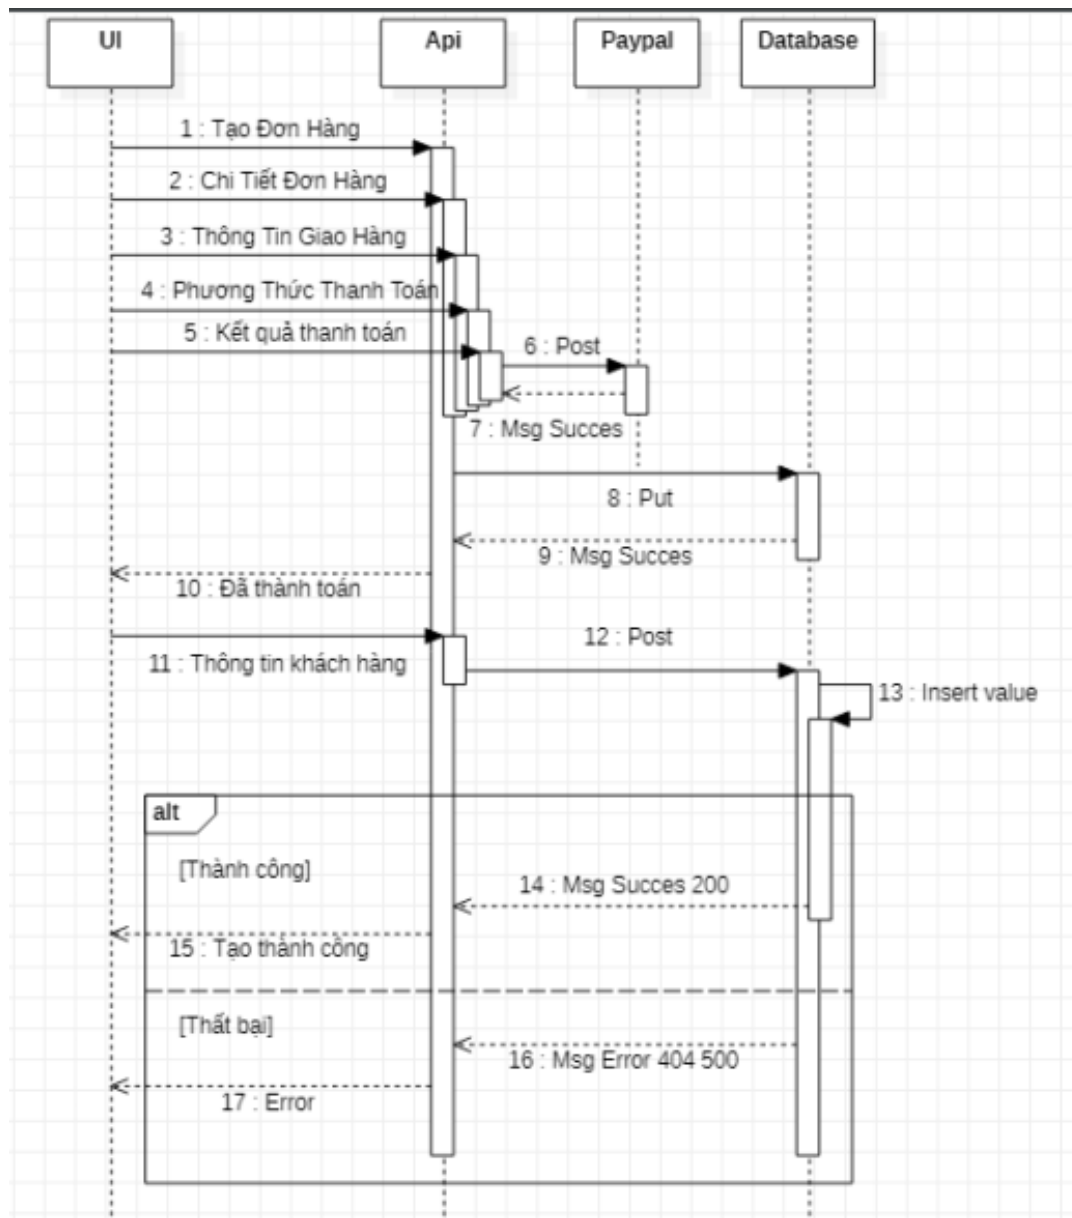 UI
Api
Paypal
Database
1 : Tạo Đơn Hàng
2 : Chi Tiết Đơn Hàng
3 : Thông Tin Giao Hàng
4 : Phương Thức Thanh Toán
5 : Kết quả thanh toán
6 : Post
7 : Msg Succes
8 : Put
9 : Msg Succes
10 : Đã thành toán
11 : Thông tin khách hàng
12 : Post
13 : Insert value
alt
[Thành công]
14 : Msg Succes 200
15 : Tạo thành công
[Thất bại]
16 : Msg Error 404 500
17 : Error